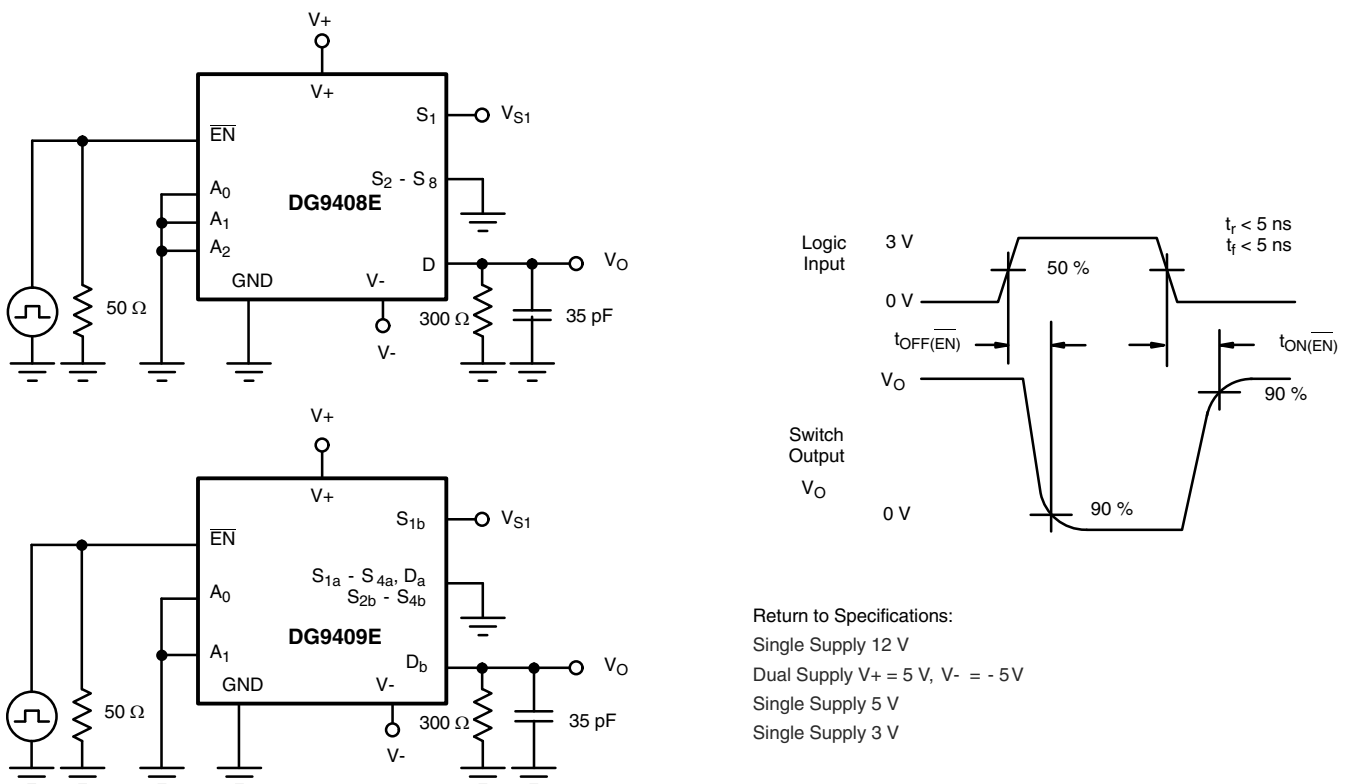 V+
V+
S1
VS1
EN
A0
A1
A2
S2 - S8
DG9408E
D
VO
GND
V-
50 Ω
V-
300 Ω
35 pF
V+
V+
S1b
VS1
EN
A0
A1
S1a - S4a, Da
S2b - S4b
DG9409E
Db
VO
GND
V-
50 Ω
V-
300 Ω
35 pF
Logic
Input
3 V
0 V
50 %
tr < 5 ns
tf < 5 ns
tOFF(EN)
tON(EN)
VO
90 %
Switch
Output
VO
0 V
90 %
Return to Specifications:
Single Supply 12 V
Dual Supply V+ = 5 V, V- = - 5 V
Single Supply 5 V
Single Supply 3 V